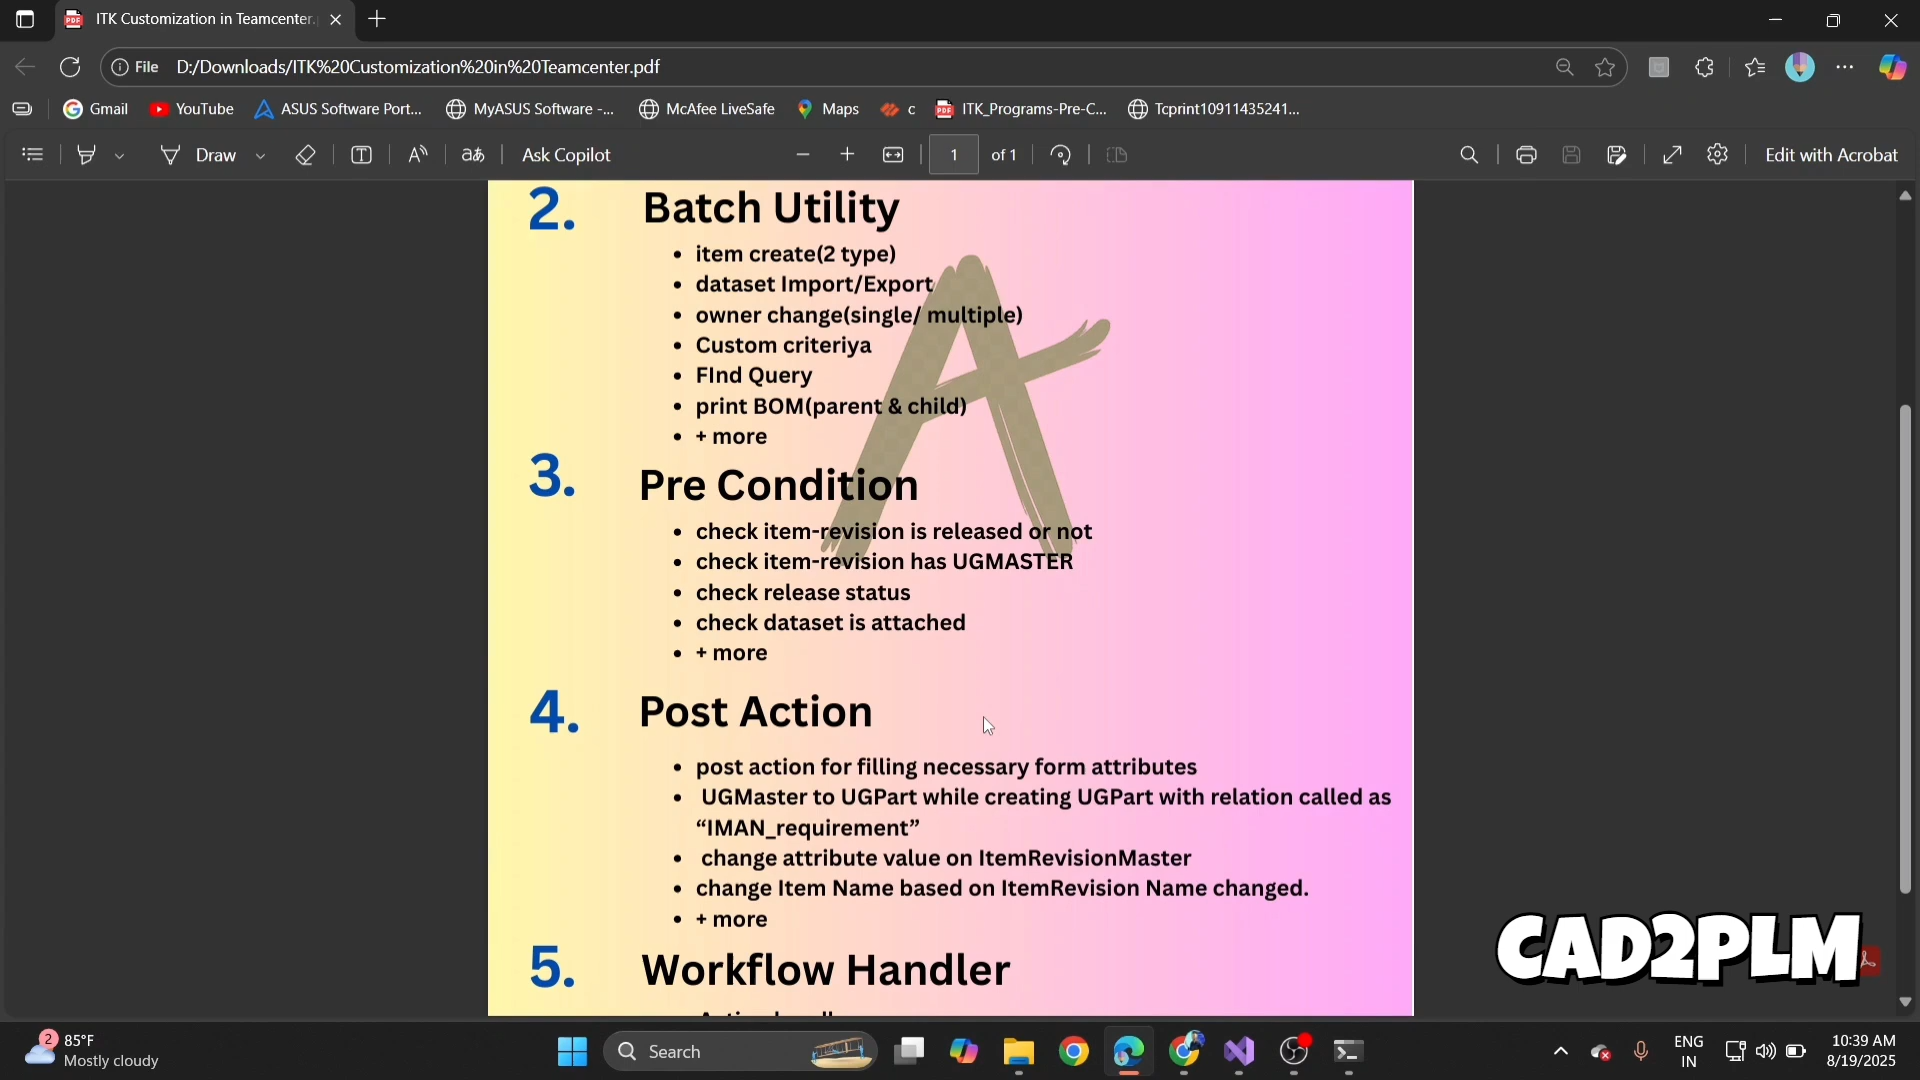 ITK Customization in Teamcenter.
File D:/Downloads/ITK%20Customization%20in%20Teamcenter.pdf
Gmail YouTube ASUS Software Port... MyASUS Software -... McAfee LiveSafe Maps c ITK_Programs-Pre-C... Tcprint10911435241...
Draw aあ Ask Copilot 1 of 1 Edit with Acrobat
2. Batch Utility
• item create(2 type)
• dataset Import/Export
• owner change(single/ multiple)
• Custom criteriya
• FInd Query
• print BOM(parent & child)
• + more
3. Pre Condition
• check item-revision is released or not
• check item-revision has UGMASTER
• check release status
• check dataset is attached
• + more
4. Post Action
• post action for filling necessary form attributes
• UGMaster to UGPart while creating UGPart with relation called as
“IMAN_requirement”
• change attribute value on ItemRevisionMaster
• change Item Name based on ItemRevision Name changed.
• + more
5. Workflow Handler
CAD2PLM
2 85°F
Mostly cloudy
Search
ENG
IN
10:39 AM
8/19/2025